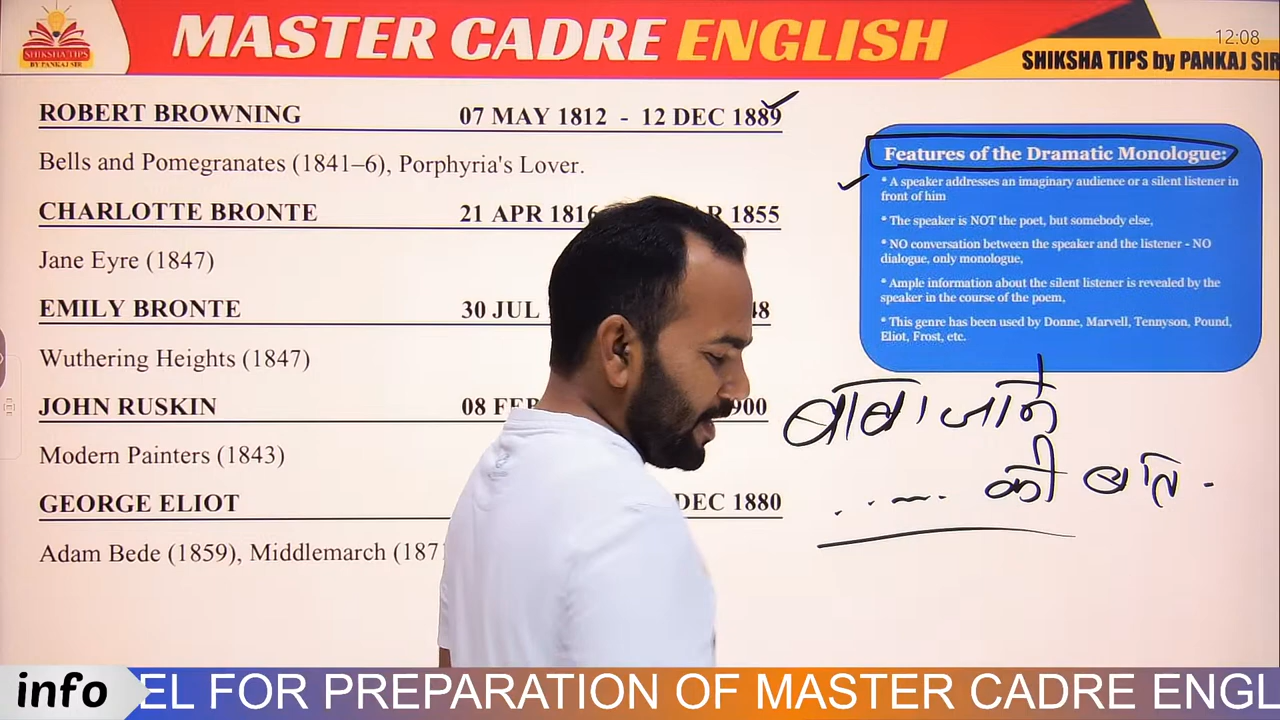 SHIKSHA TIPS
BY PANKAJ SIR
MASTER CADRE ENGLISH
12:08
SHIKSHA TIPS by PANKAJ SIR
ROBERT BROWNING 07 MAY 1812 - 12 DEC 1889
Bells and Pomegranates (1841–6), Porphyria's Lover.
CHARLOTTE BRONTE 21 APR 1816 R 1855
Jane Eyre (1847)
EMILY BRONTE 30 JUL 48
Wuthering Heights (1847)
JOHN RUSKIN 08 FEB 900
Modern Painters (1843)
GEORGE ELIOT DEC 1880
Adam Bede (1859), Middlemarch (1871
Features of the Dramatic Monologue:
* A speaker addresses an imaginary audience or a silent listener in
front of him
* The speaker is NOT the poet, but somebody else,
* NO conversation between the speaker and the listener - NO
dialogue, only monologue,
* Ample information about the silent listener is revealed by the
speaker in the course of the poem,
* This genre has been used by Donne, Marvell, Tennyson, Pound,
Eliot, Frost, etc.
बाबा जाने
की बात
info EL FOR PREPARATION OF MASTER CADRE ENGL